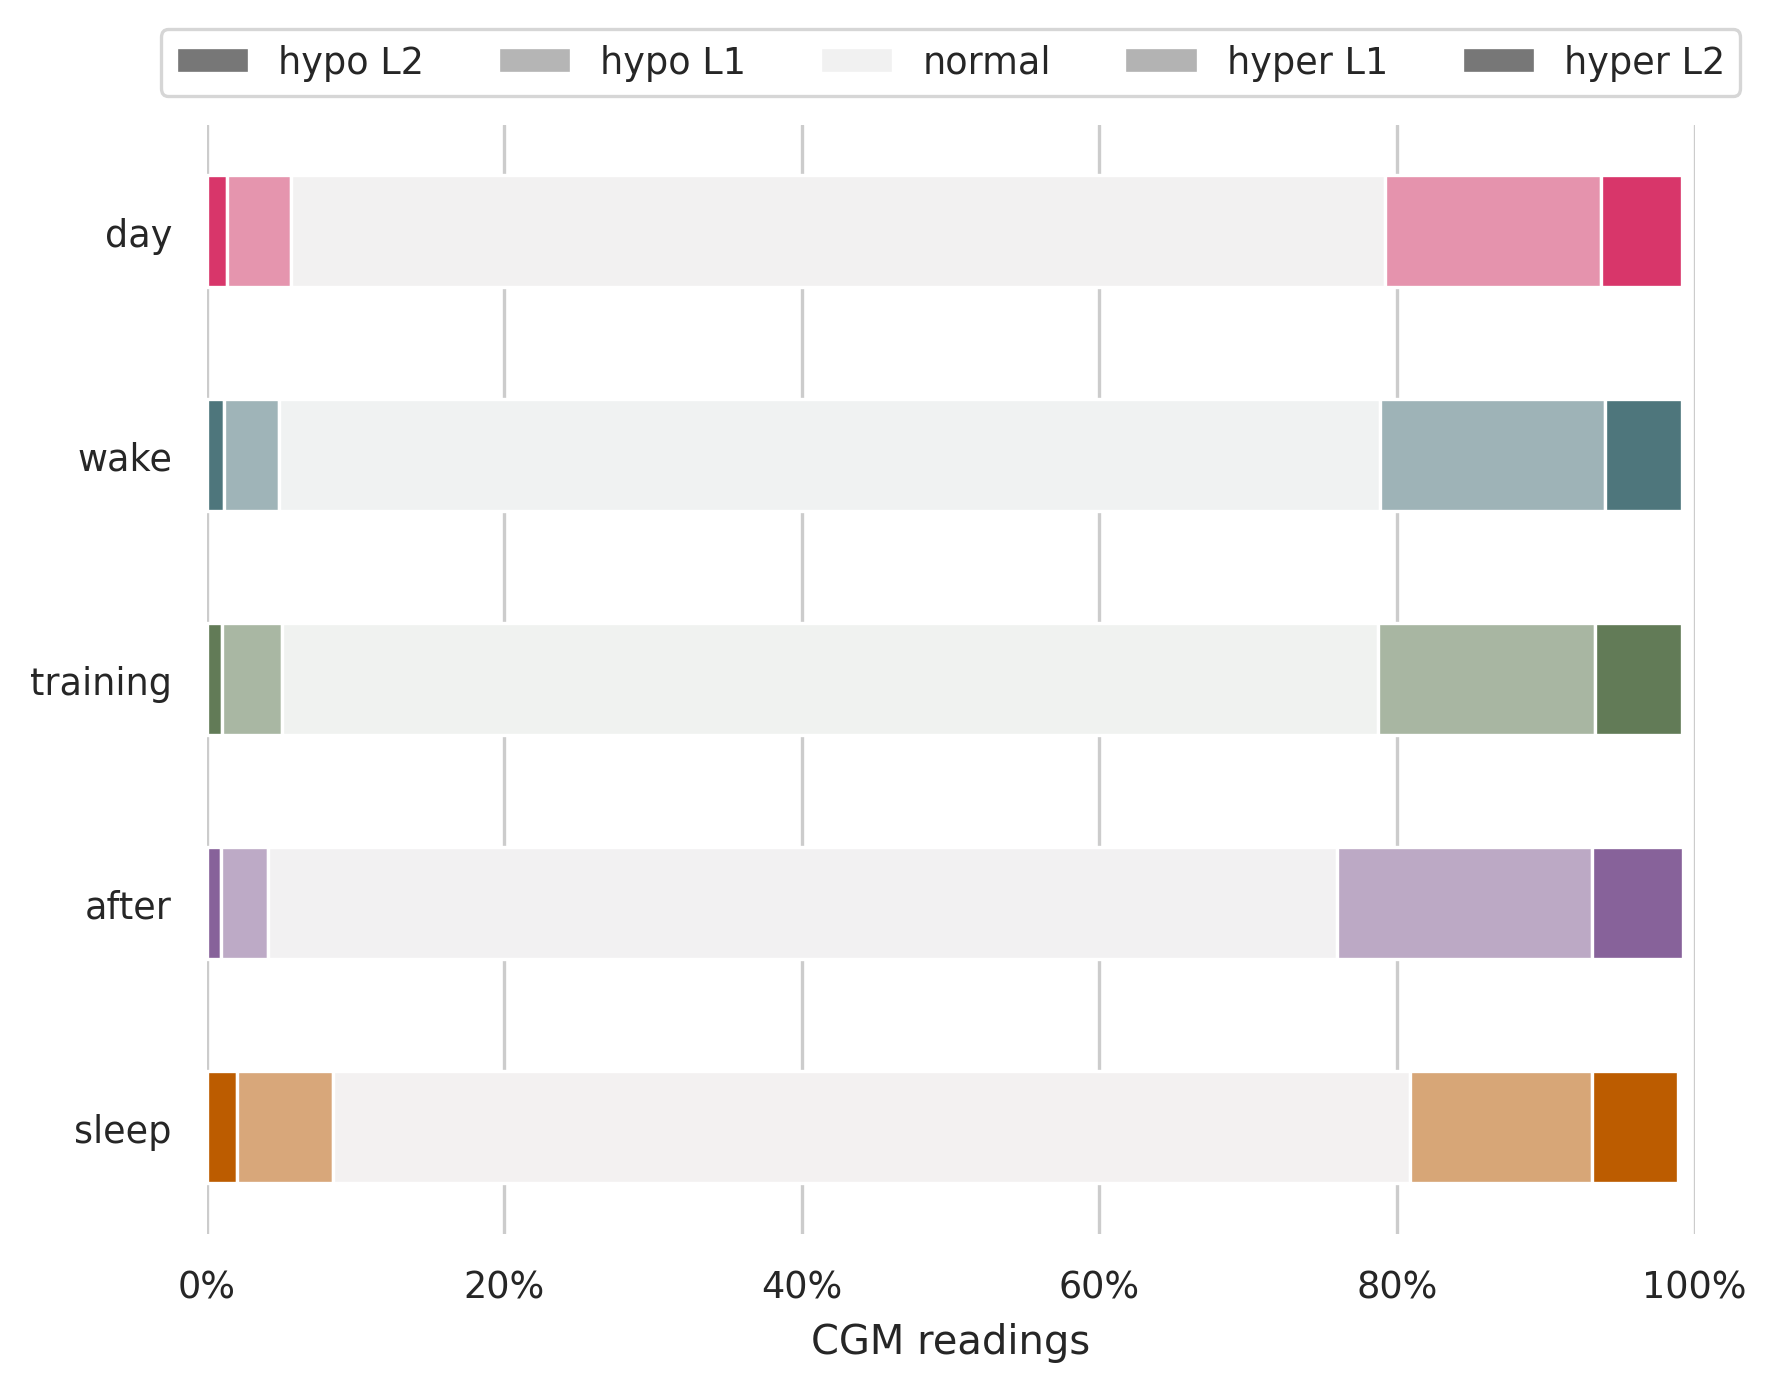 hypo L2 hypo L1 normal hyper L1 hyper L2
day
wake
training
after
sleep
0% 20% 40% 60% 80% 100%
CGM readings